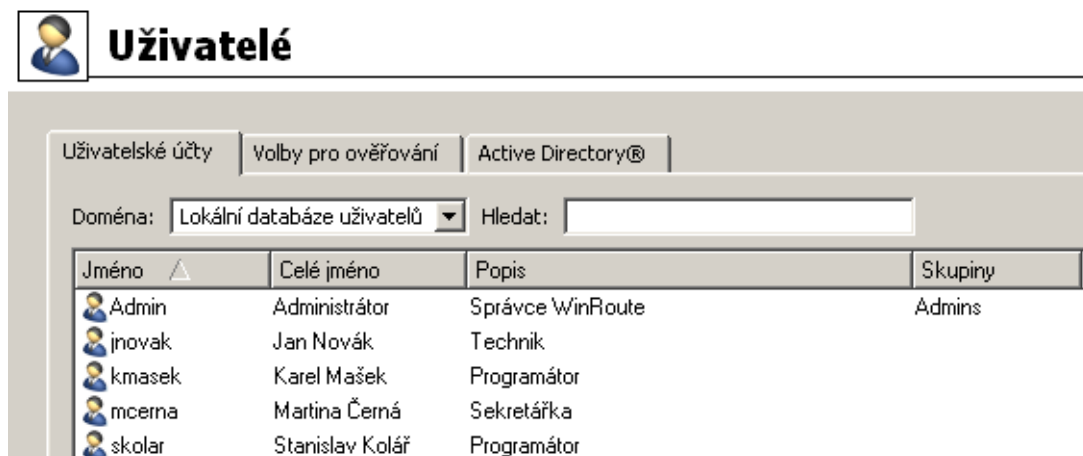 Uživatelé
Uživatelské účty Volby pro ověřování Active Directory®
Doména: Lokální databáze uživatelů Hledat:
Jméno Celé jméno Popis Skupiny
Admin Administrátor Správce WinRoute Admins
jnovak Jan Novák Technik
kmasek Karel Mašek Programátor
mcerna Martina Černá Sekretářka
skolar Stanislav Kolář Programátor